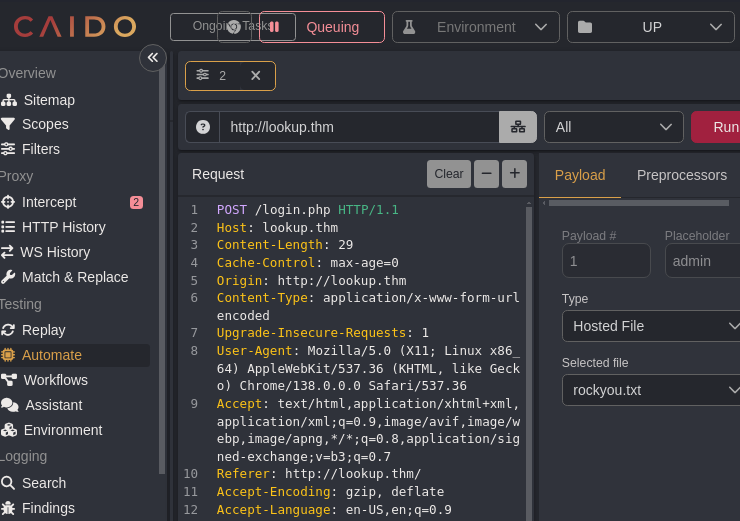 CAIDO
Ongoing Tasks
Queuing
Environment
UP
Overview
Sitemap
Scopes
Filters
Proxy
Intercept
2
HTTP History
WS History
Match & Replace
Testing
Replay
Automate
Workflows
Assistant
Environment
Logging
Search
Findings
2
http://lookup.thm
All
Run
Request
Clear
1 POST /login.php HTTP/1.1
2 Host: lookup.thm
3 Content-Length: 29
4 Cache-Control: max-age=0
5 Origin: http://lookup.thm
6 Content-Type: application/x-www-form-url
encoded
7 Upgrade-Insecure-Requests: 1
8 User-Agent: Mozilla/5.0 (X11; Linux x86_
64) AppleWebKit/537.36 (KHTML, like Geck
o) Chrome/138.0.0.0 Safari/537.36
9 Accept: text/html,application/xhtml+xml,
application/xml;q=0.9,image/avif,image/w
ebp,image/apng,*/*;q=0.8,application/sig
ned-exchange;v=b3;q=0.7
10 Referer: http://lookup.thm/
11 Accept-Encoding: gzip, deflate
12 Accept-Language: en-US,en;q=0.9
Payload
Preprocessors
Payload #
Placeholder
1
admin
Type
Hosted File
Selected file
rockyou.txt